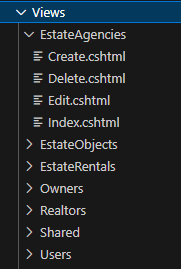 Views
EstateAgencies
Create.cshtml
Delete.cshtml
Edit.cshtml
Index.cshtml
EstateObjects
EstateRentals
Owners
Realtors
Shared
Users